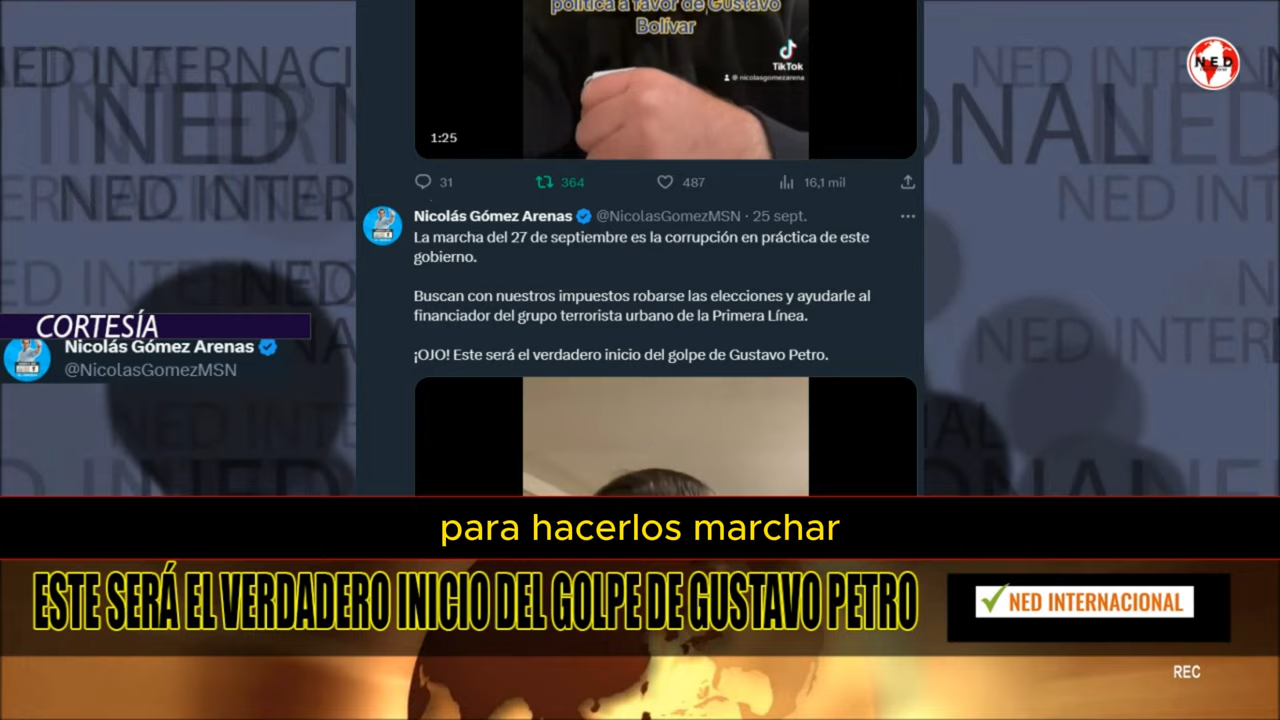 política a favor de Gustavo
Bolívar
TikTok
@nicolasgomezarena
1:25
31
364
487
16,1 mil
NED
Nicolás Gómez Arenas @NicolasGomezMSN · 25 sept.
La marcha del 27 de septiembre es la corrupción en práctica de este
gobierno.
Buscan con nuestros impuestos robarse las elecciones y ayudarle al
financiador del grupo terrorista urbano de la Primera Línea.
¡OJO! Este será el verdadero inicio del golpe de Gustavo Petro.
CORTESÍA
Nicolás Gómez Arenas
@NicolasGomezMSN
para hacerlos marchar
ESTE SERÁ EL VERDADERO INICIO DEL GOLPE DE GUSTAVO PETRO
NED INTERNACIONAL
REC